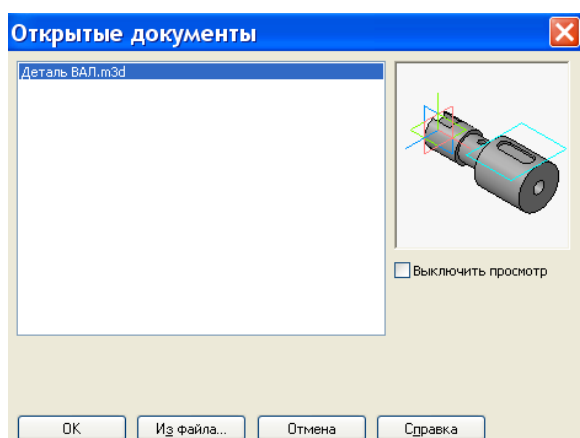 Открытые документы
Деталь ВАЛ.m3d
Выключить просмотр
OK
Из файла...
Отмена
Справка